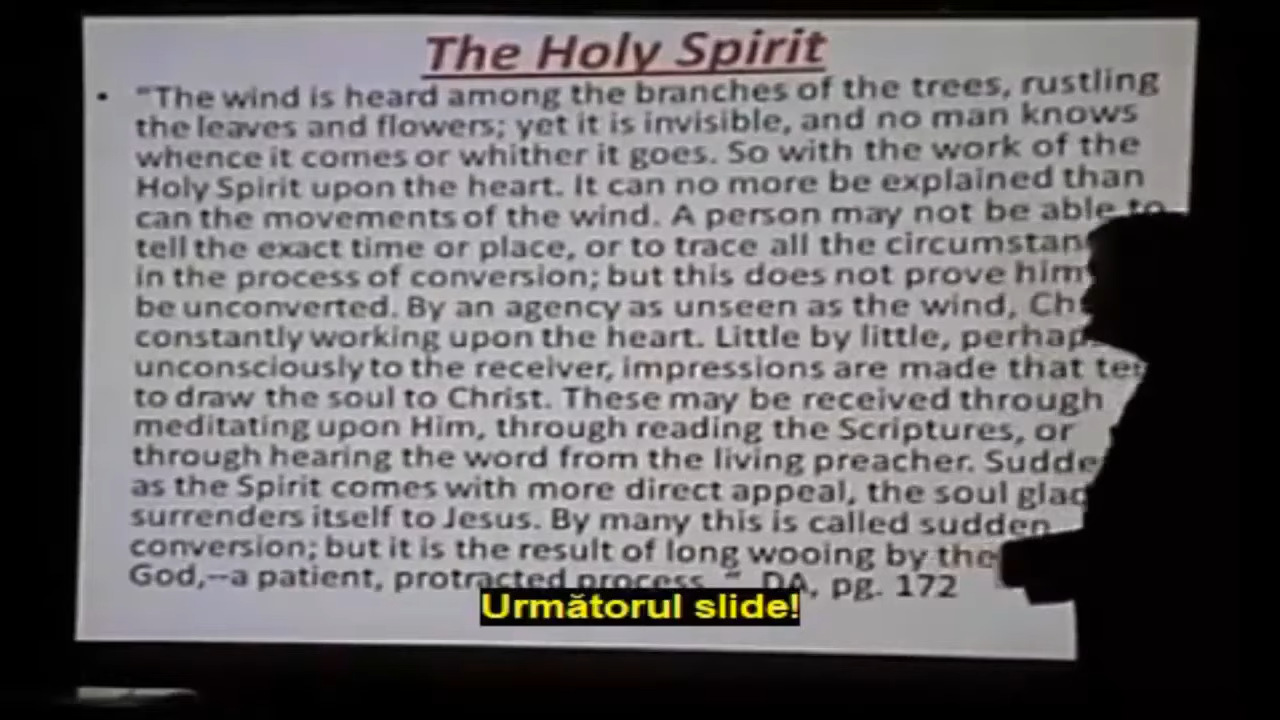 The Holy Spirit
• "The wind is heard among the branches of the trees, rustling
the leaves and flowers; yet it is invisible, and no man knows
whence it comes or whither it goes. So with the work of the
Holy Spirit upon the heart. It can no more be explained than
can the movements of the wind. A person may not be able to
tell the exact time or place, or to trace all the circumstan
in the process of conversion; but this does not prove him
be unconverted. By an agency as unseen as the wind, Ch
constantly working upon the heart. Little by little, perhap
unconsciously to the receiver, impressions are made that te
to draw the soul to Christ. These may be received through
meditating upon Him, through reading the Scriptures, or
through hearing the word from the living preacher. Sudde
as the Spirit comes with more direct appeal, the soul glad
surrenders itself to Jesus. By many this is called sudden
conversion; but it is the result of long wooing by the
God,--a patient, protracted process. " DA, pg. 172
Următorul slide!